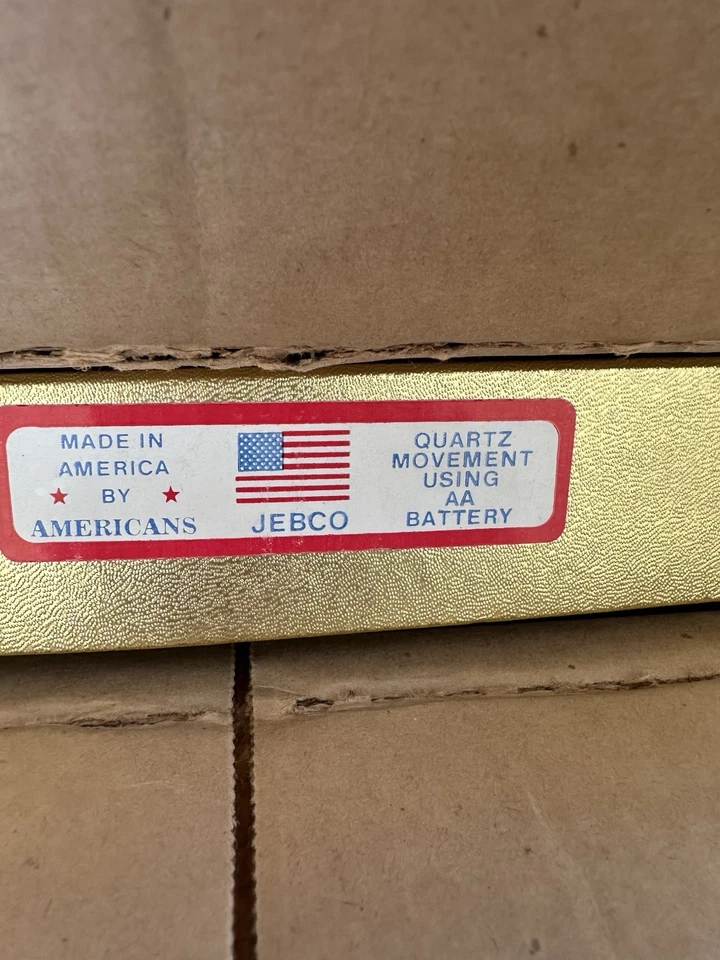 MADE IN
AMERICA
BY
AMERICANS
JEBCO
QUARTZ
MOVEMENT
USING
AA
BATTERY